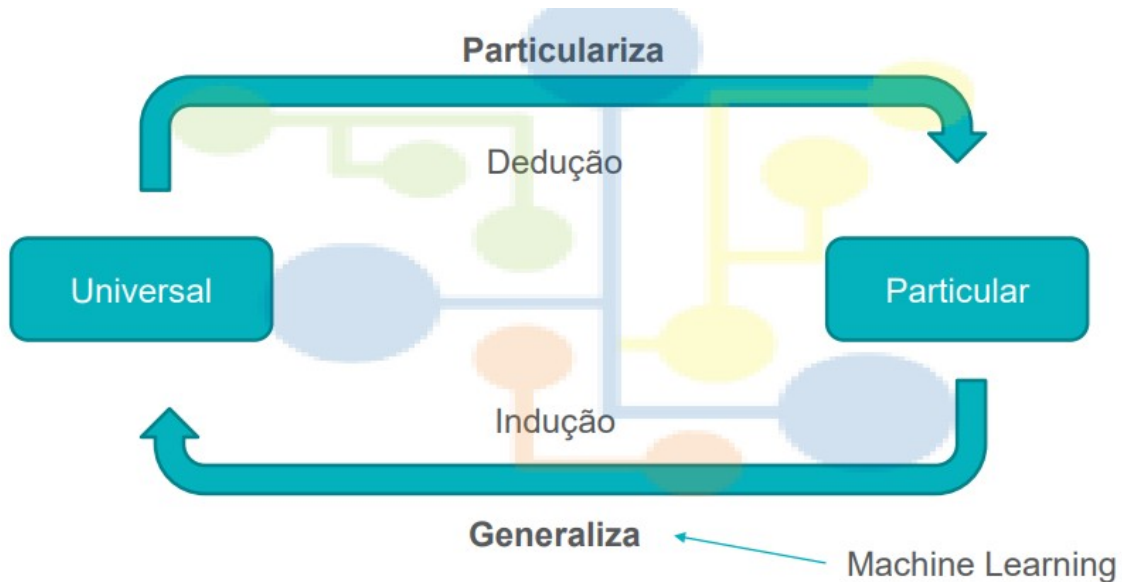 Particulariza
Dedução
Universal
Particular
Indução
Generaliza
Machine Learning